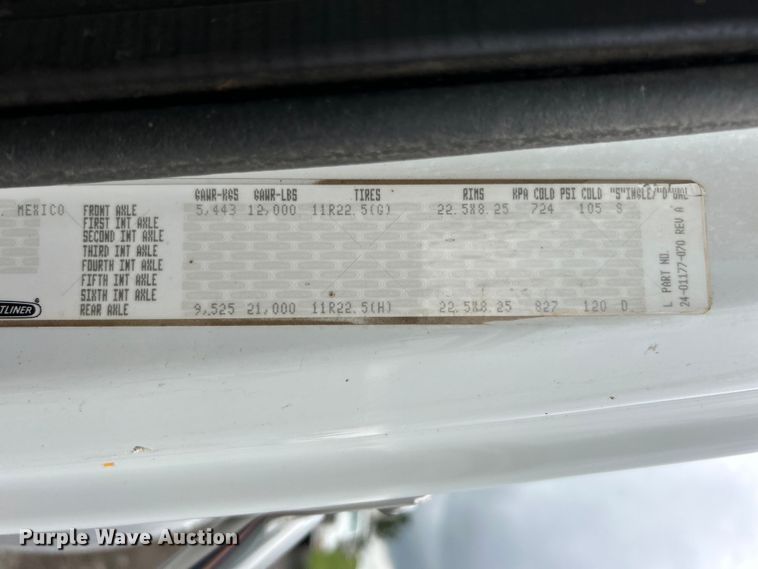 GAWR-KGS GAWR-LBS TIRES RIMS KPA COLD PSI COLD "S"INGLE/"D"UAL
MEXICO FRONT AXLE 5,443 12,000 11R22.5(G) 22.5X8.25 724 105 S
FIRST INT AXLE
SECOND INT AXLE
THIRD INT AXLE
FOURTH INT AXLE
FIFTH INT AXLE
SIXTH INT AXLE
REAR AXLE 9,525 21,000 11R22.5(H) 22.5X8.25 827 120 D
TLINER®
L PART NO.
24-01177-070 REV A
Purple Wave Auction